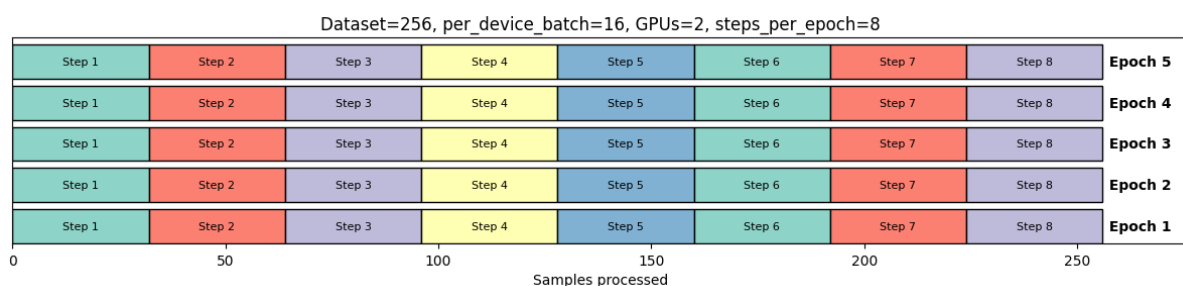 Dataset=256, per_device_batch=16, GPUs=2, steps_per_epoch=8
Step 1 Step 2 Step 3 Step 4 Step 5 Step 6 Step 7 Step 8 Epoch 5
Step 1 Step 2 Step 3 Step 4 Step 5 Step 6 Step 7 Step 8 Epoch 4
Step 1 Step 2 Step 3 Step 4 Step 5 Step 6 Step 7 Step 8 Epoch 3
Step 1 Step 2 Step 3 Step 4 Step 5 Step 6 Step 7 Step 8 Epoch 2
Step 1 Step 2 Step 3 Step 4 Step 5 Step 6 Step 7 Step 8 Epoch 1
0 50 100 150 200 250
Samples processed